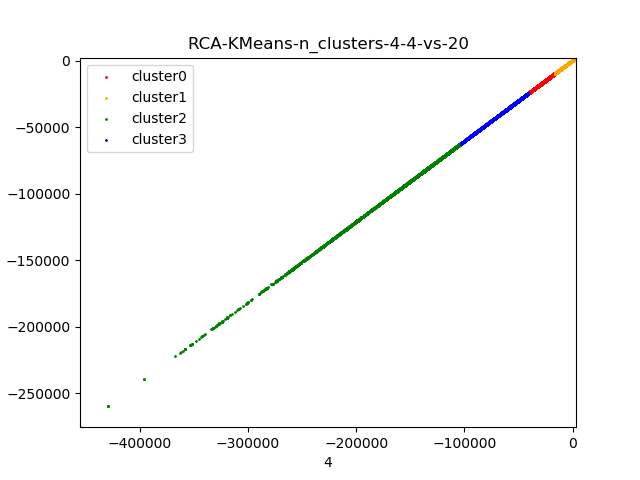 RCA-KMeans-n_clusters-4-4-vs-20
0
−50000
−100000
−150000
−200000
−250000
cluster0
cluster1
cluster2
cluster3
−400000 −300000 −200000 −100000 0
4